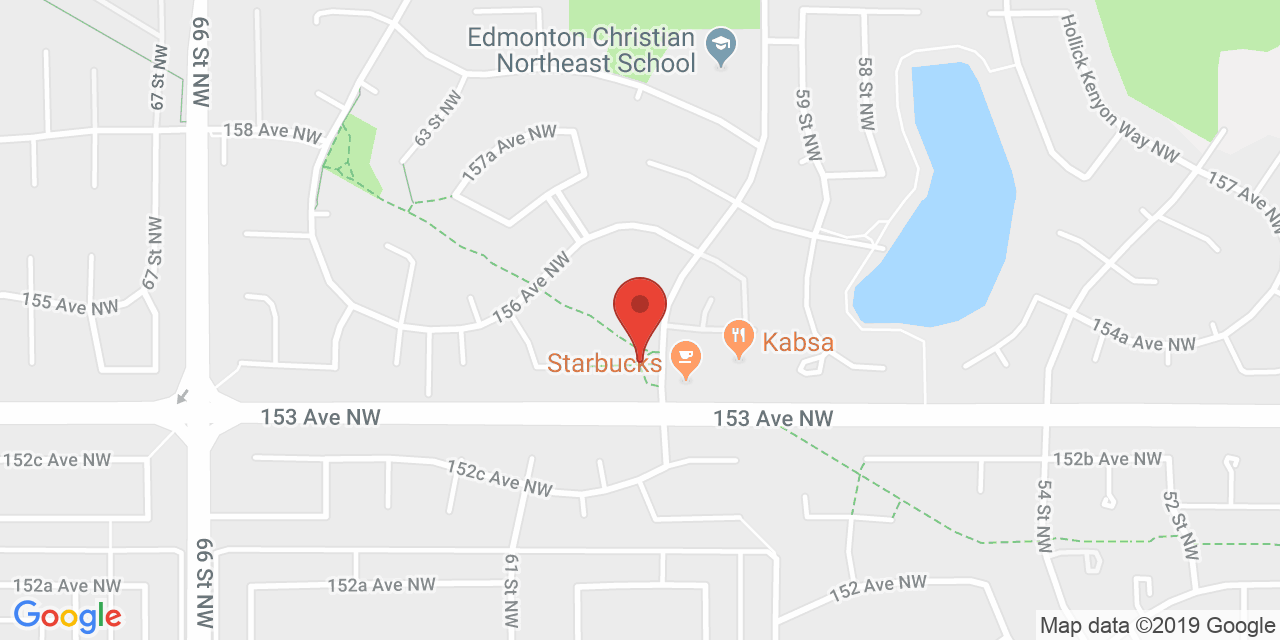 Edmonton Christian
Northeast School
66 St NW
67 St NW
58 St NW
59 St NW
Hollick Kenyon Way NW
63 St NW
158 Ave NW
157a Ave NW
157 Ave NW
67 St NW
156 Ave NW
155 Ave NW
154a Ave NW
Kabsa
Starbucks
153 Ave NW
153 Ave NW
152c Ave NW
152c Ave NW
152b Ave NW
54 St NW
52 St NW
66 St NW
61 St NW
152a Ave NW
152a Ave NW
152 Ave NW
Google
Map data ©2019 Google